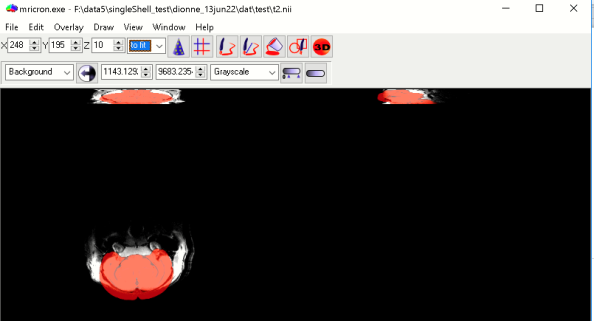 mricron.exe - F:\data5\singleShell_test\dionne_13jun22\dat\test\t2.nii
File Edit Overlay Draw View Window Help
X 248 Y 195 Z 10 to fit 3D
Background 1143.129 9683.235 Grayscale